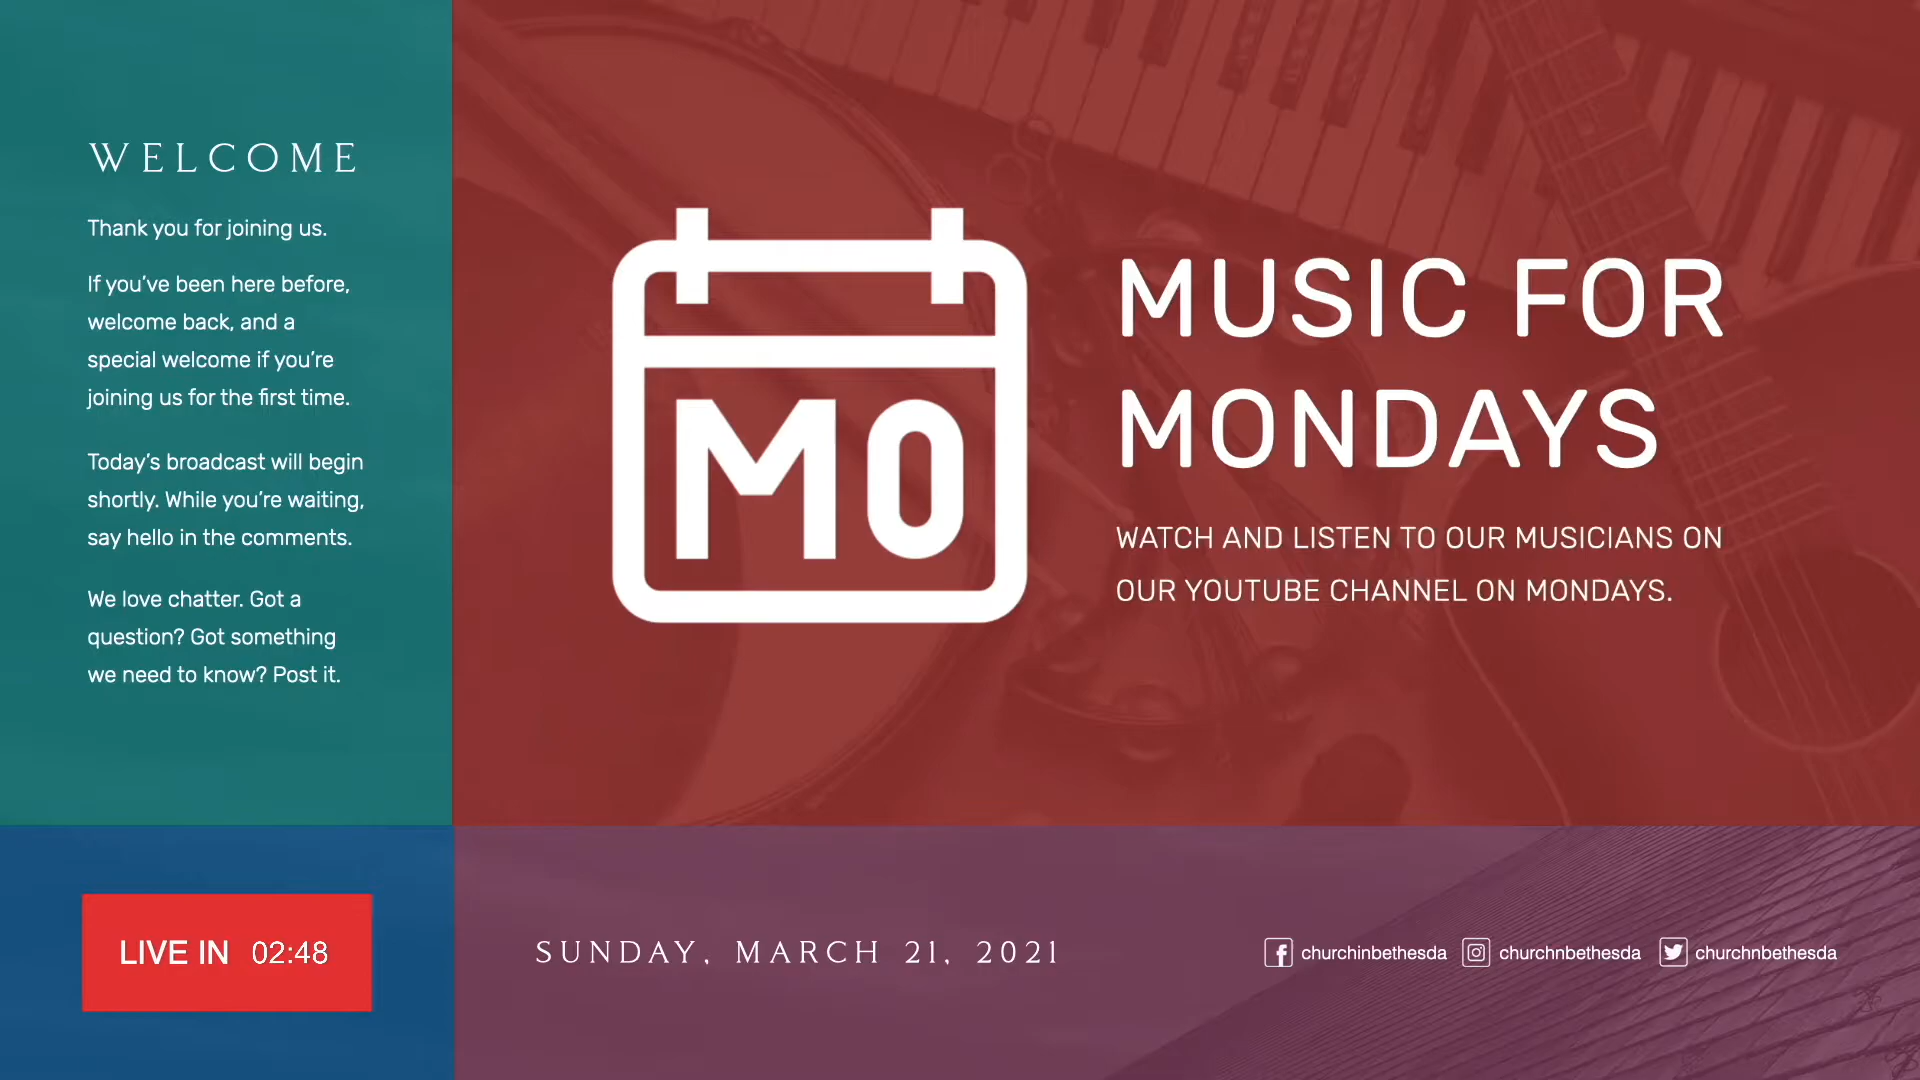 WELCOME
Thank you for joining us.
If you've been here before,
welcome back, and a
special welcome if you're
joining us for the first time.
Today's broadcast will begin
shortly. While you're waiting,
say hello in the comments.
We love chatter. Got a
question? Got something
we need to know? Post it.
MO
MUSIC FOR
MONDAYS
WATCH AND LISTEN TO OUR MUSICIANS ON
OUR YOUTUBE CHANNEL ON MONDAYS.
LIVE IN 02:48
SUNDAY, MARCH 21, 2021
churchinbethesda churchnbethesda churchnbethesda